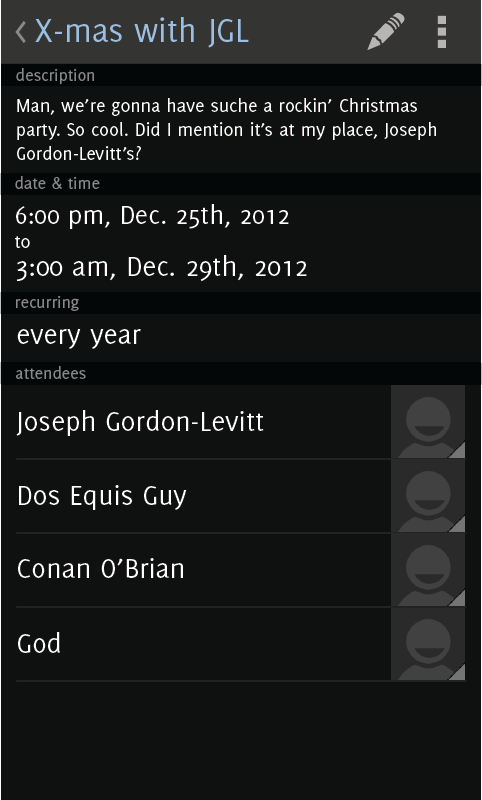 X-mas with JGL
description
Man, we're gonna have suche a rockin' Christmas
party. So cool. Did I mention it's at my place, Joseph
Gordon-Levitt's?
date & time
6:00 pm, Dec. 25th, 2012
to
3:00 am, Dec. 29th, 2012
recurring
every year
attendees
Joseph Gordon-Levitt
Dos Equis Guy
Conan O'Brian
God